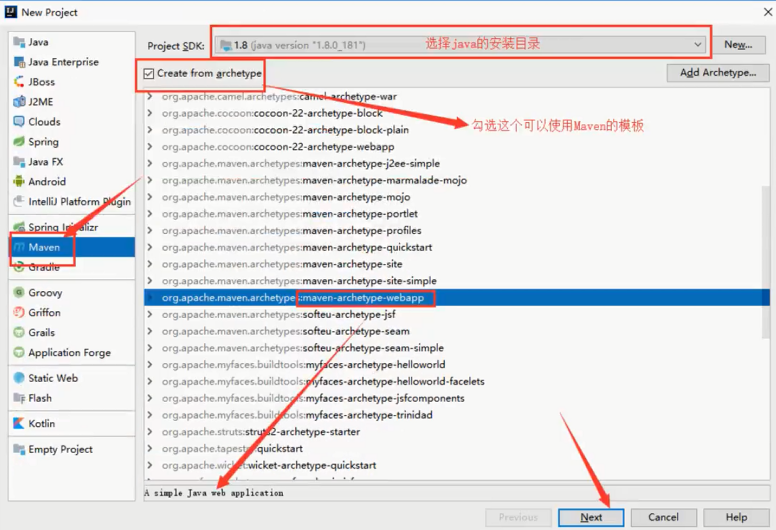 New Project
Java
Java Enterprise
JBoss
J2ME
Clouds
Spring
Java FX
Android
IntelliJ Platform Plugin
Spring Initializr
Maven
Gradle
Groovy
Griffon
Grails
Application Forge
Static Web
Flash
Kotlin
Empty Project
Project SDK: 1.8 (java version "1.8.0_181") 选择java的安装目录 New...
Create from archetype Add Archetype...
org.apache.camel.archetypes:camel-archetype-war
org.apache.cocoon:cocoon-22-archetype-block
勾选这个可以使用Maven的模板
org.apache.cocoon:cocoon-22-archetype-block-plain
org.apache.cocoon:cocoon-22-archetype-webapp
org.apache.maven.archetypes:maven-archetype-j2ee-simple
org.apache.maven.archetypes:maven-archetype-marmalade-mojo
org.apache.maven.archetypes:maven-archetype-mojo
org.apache.maven.archetypes:maven-archetype-portlet
org.apache.maven.archetypes:maven-archetype-profiles
org.apache.maven.archetypes:maven-archetype-quickstart
org.apache.maven.archetypes:maven-archetype-site
org.apache.maven.archetypes:maven-archetype-site-simple
org.apache.maven.archetypes:maven-archetype-webapp
org.apache.maven.archetypes:softeu-archetype-jsf
org.apache.maven.archetypes:softeu-archetype-seam
org.apache.maven.archetypes:softeu-archetype-seam-simple
org.apache.myfaces.buildtools:myfaces-archetype-helloworld
org.apache.myfaces.buildtools:myfaces-archetype-helloworld-facelets
org.apache.myfaces.buildtools:myfaces-archetype-jsfcomponents
org.apache.myfaces.buildtools:myfaces-archetype-trinidad
org.apache.struts:struts2-archetype-starter
org.apache.tapestry:quickstart
org.apache.wicket:wicket-archetype-quickstart
A simple Java web application
Previous Next Cancel Help